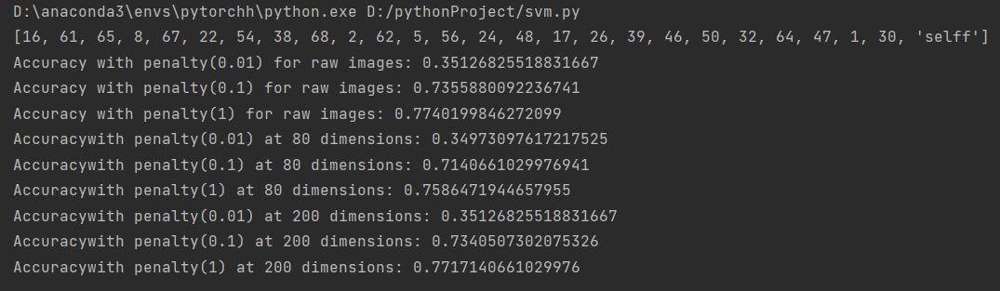 D:\anaconda3\envs\pytorchh\python.exe D:/pythonProject/svm.py
[16, 61, 65, 8, 67, 22, 54, 38, 68, 2, 62, 5, 56, 24, 48, 17, 26, 39, 46, 50, 32, 64, 47, 1, 30, 'selff']
Accuracy with penalty(0.01) for raw images: 0.35126825518831667
Accuracy with penalty(0.1) for raw images: 0.7355880092236741
Accuracy with penalty(1) for raw images: 0.7740199846272099
Accuracywith penalty(0.01) at 80 dimensions: 0.34973097617217525
Accuracywith penalty(0.1) at 80 dimensions: 0.7140661029976941
Accuracywith penalty(1) at 80 dimensions: 0.7586471944657955
Accuracywith penalty(0.01) at 200 dimensions: 0.35126825518831667
Accuracywith penalty(0.1) at 200 dimensions: 0.7340507302075326
Accuracywith penalty(1) at 200 dimensions: 0.7717140661029976